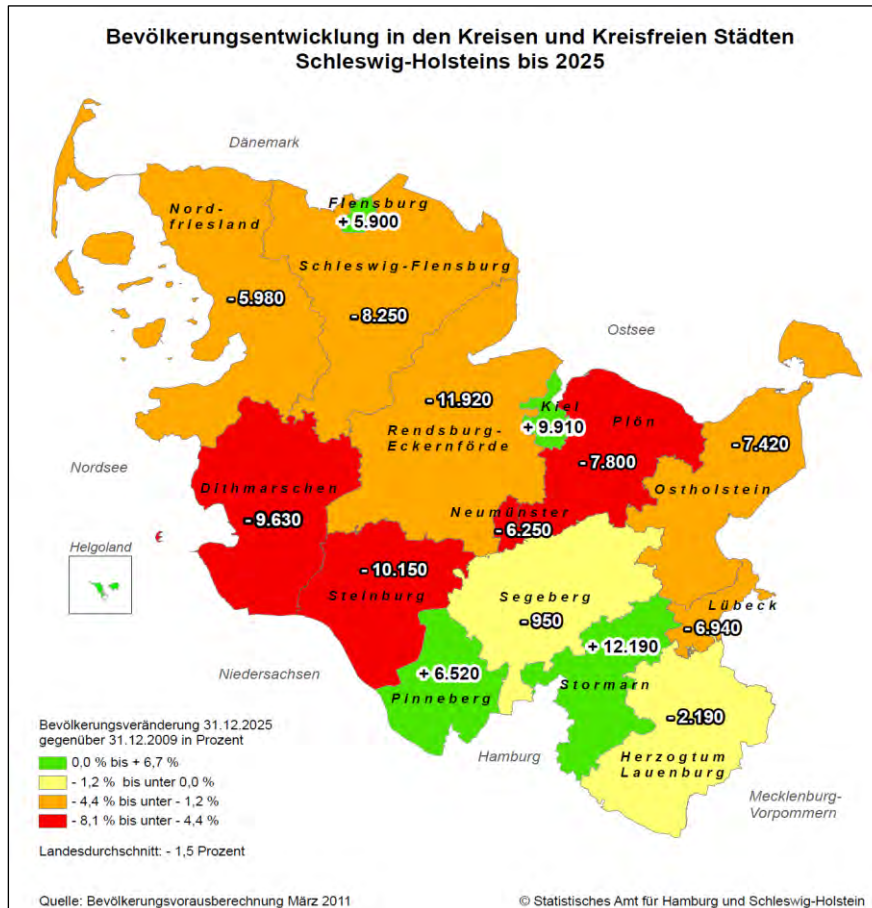 Bevölkerungsentwicklung in den Kreisen und Kreisfreien Städten
Schleswig-Holsteins bis 2025
Dänemark
Nord-
friesland
Flensburg
+ 5.900
Schleswig-Flensburg
- 5.980
- 8.250
Ostsee
- 11.920
Rendsburg-
Eckernförde
Kiel
+ 9.910
Plön
- 7.800
- 7.420
Ostholstein
Nordsee
Dithmarschen
- 9.630
Neumünster
- 6.250
Helgoland
- 10.150
Steinburg
Segeberg
- 950
Lübeck
- 6.940
+ 12.190
Stormarn
Niedersachsen
+ 6.520
Pinneberg
- 2.190
Herzogtum
Lauenburg
Hamburg
Mecklenburg-
Vorpommern
Bevölkerungsveränderung 31.12.2025
gegenüber 31.12.2009 in Prozent
0,0 % bis + 6,7 %
- 1,2 % bis unter 0,0 %
- 4,4 % bis unter - 1,2 %
- 8,1 % bis unter - 4,4 %
Landesdurchschnitt: - 1,5 Prozent
Quelle: Bevölkerungsvorausberechnung März 2011
© Statistisches Amt für Hamburg und Schleswig-Holstein